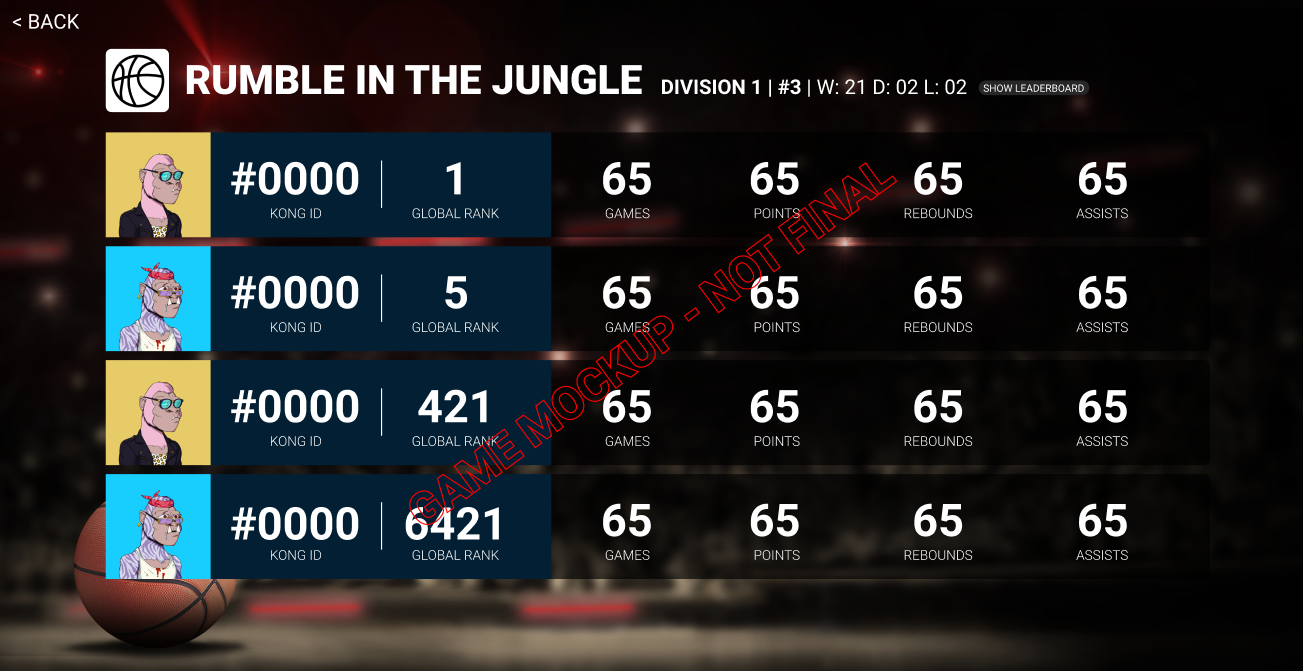 < BACK
RUMBLE IN THE JUNGLE DIVISION 1 | #3 | W: 21 D: 02 L: 02 SHOW LEADERBOARD
#0000 1 65 65 65 65
KONG ID GLOBAL RANK GAMES POINTS REBOUNDS ASSISTS
#0000 5 65 65 65 65
KONG ID GLOBAL RANK GAMES POINTS REBOUNDS ASSISTS
#0000 421 65 65 65 65
KONG ID GLOBAL RANK GAMES POINTS REBOUNDS ASSISTS
#0000 6421 65 65 65 65
KONG ID GLOBAL RANK GAMES POINTS REBOUNDS ASSISTS
GAME MOCKUP - NOT FINAL